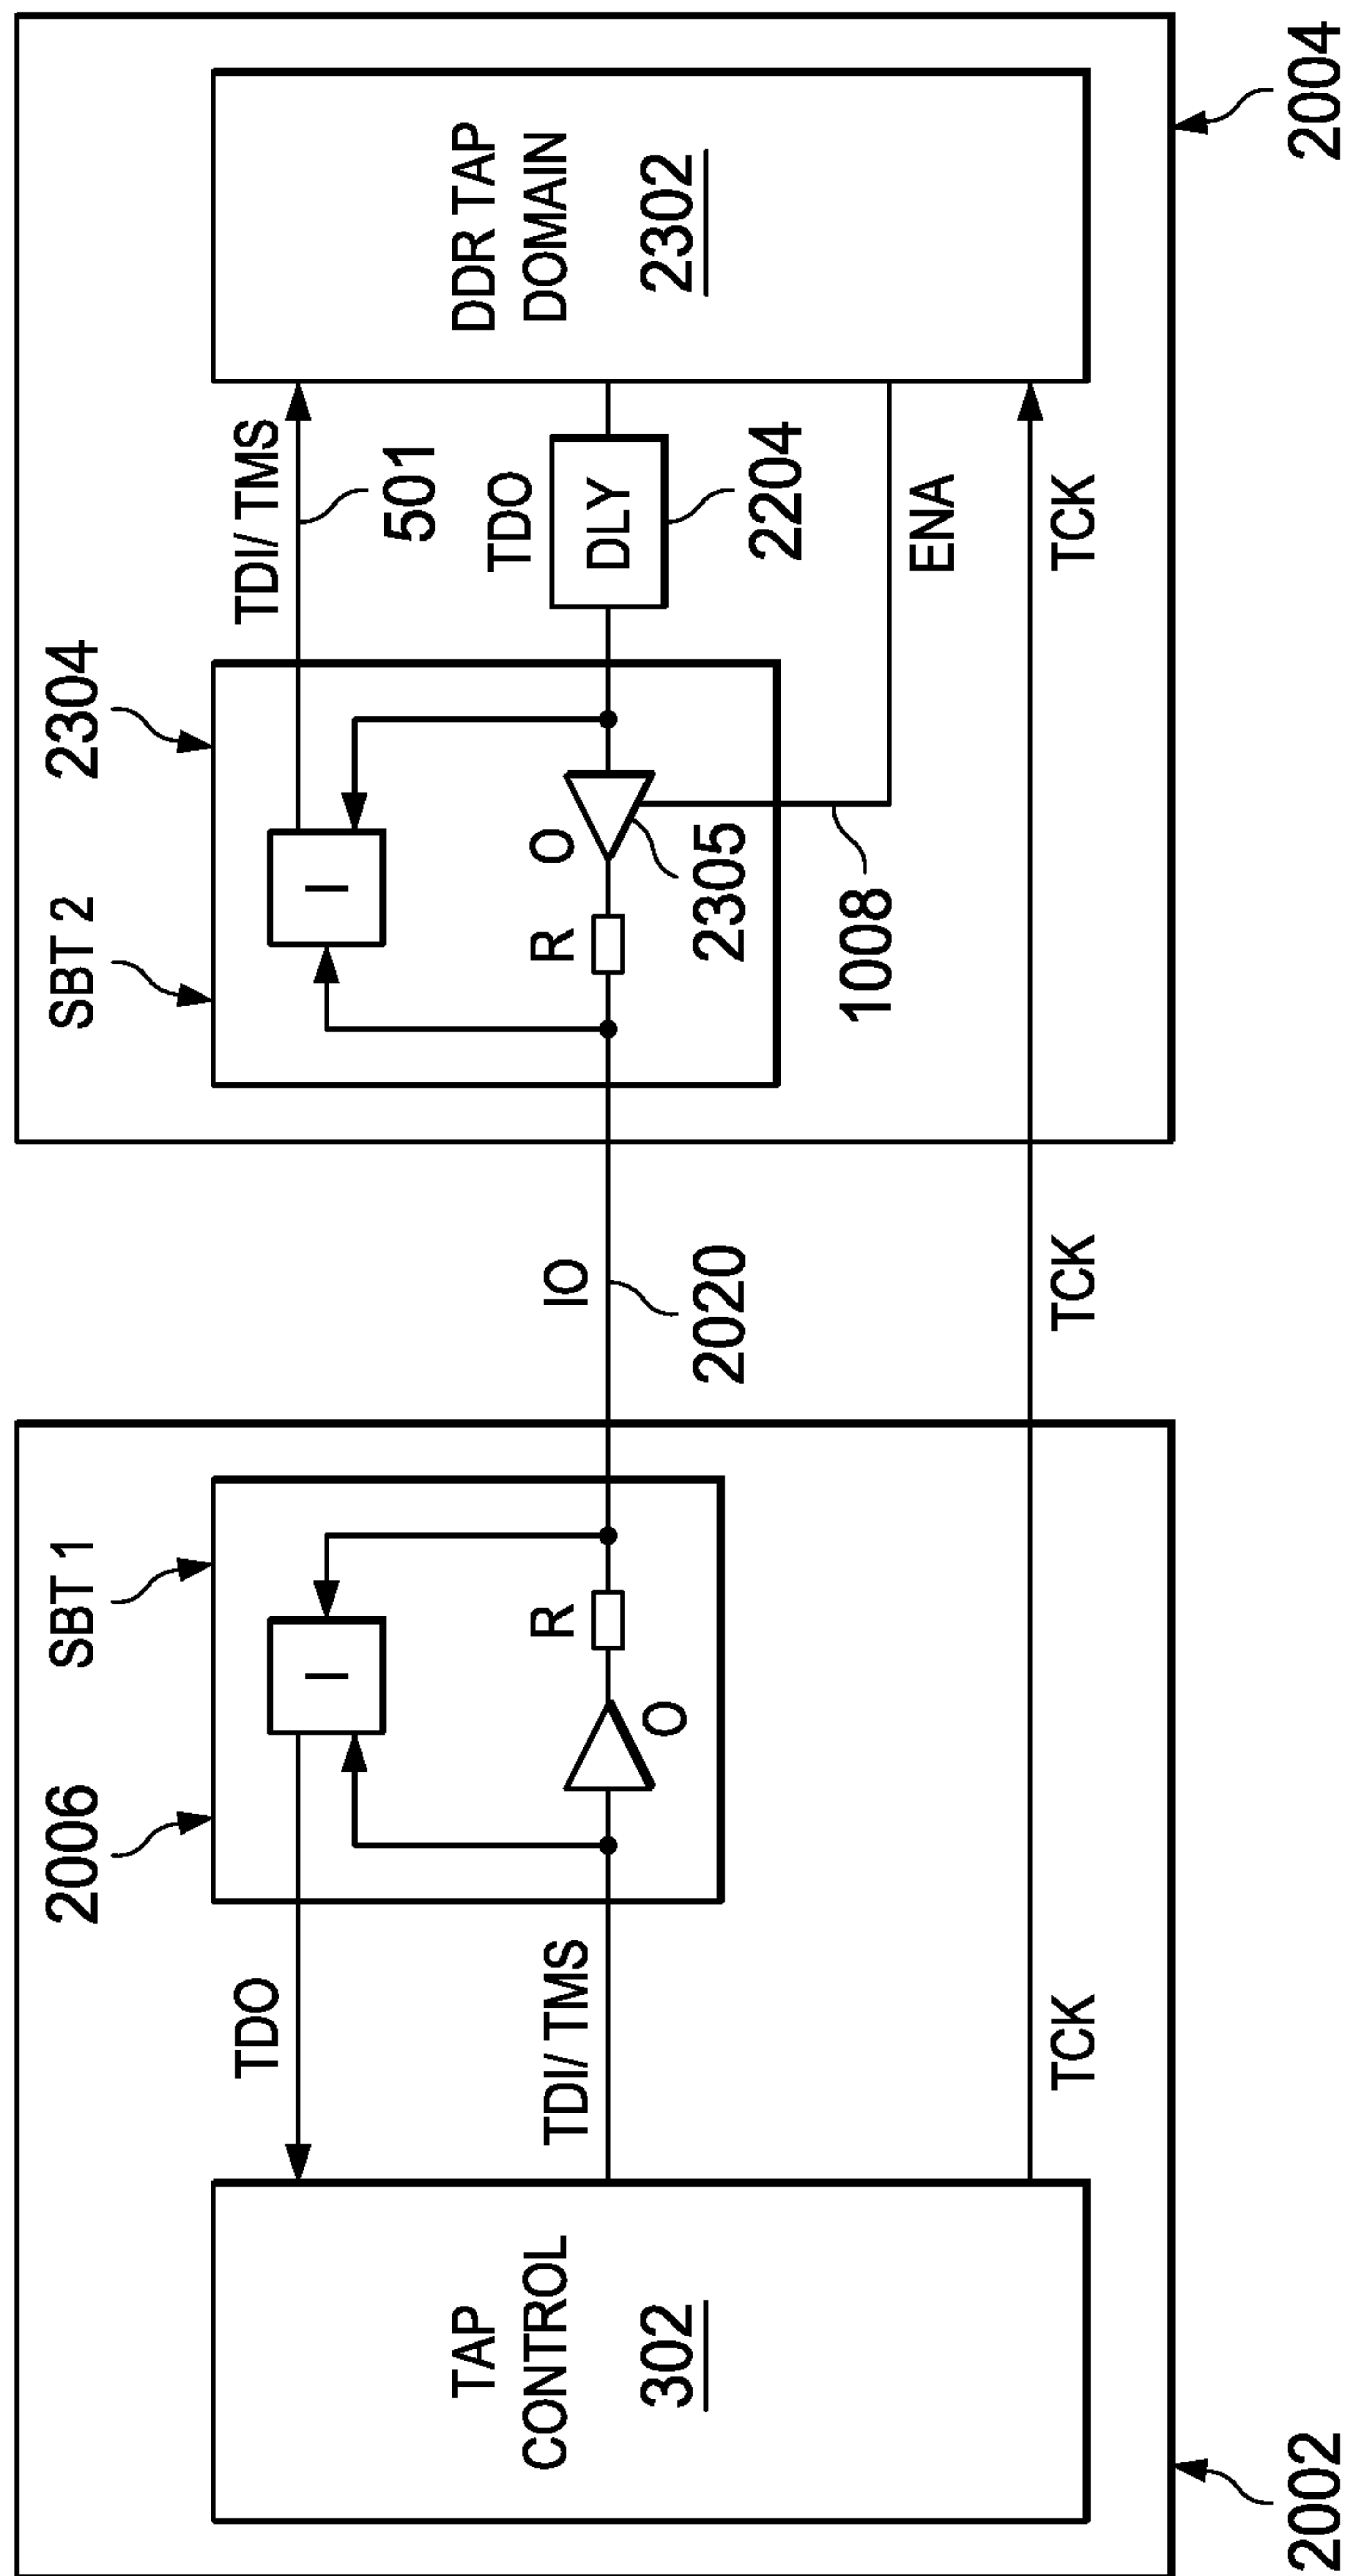 2006
SBT 1
SBT 2
2304
TDO
I
I
TDI/ TMS
501
TAP
CONTROL
302
TDI/ TMS
O
R
IO
2020
R
O
2305
TDO
DLY
2204
DDR TAP
DOMAIN
2302
1008
ENA
TCK
TCK
TCK
2002
2004